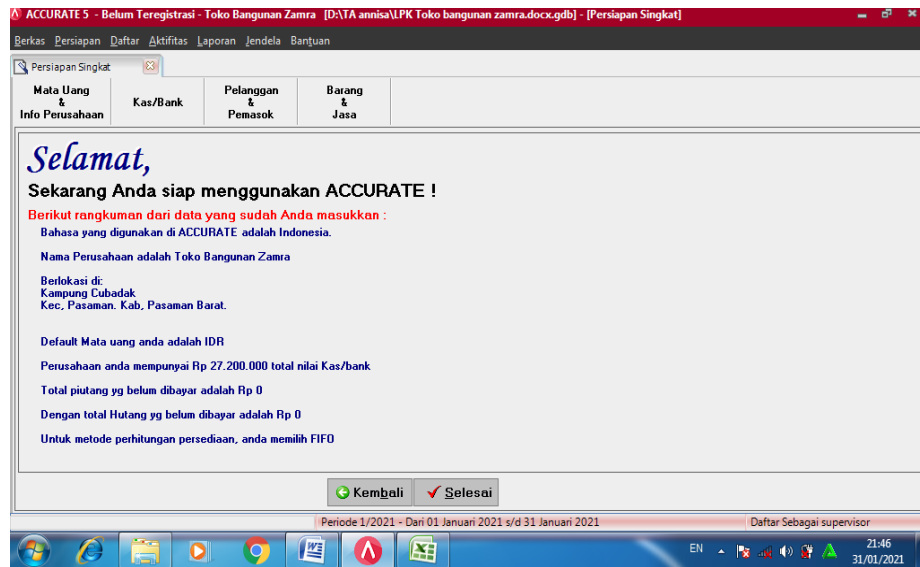 ACCURATE 5 - Belum Teregistrasi - Toko Bangunan Zamra [D:\TA annisa\LPK Toko bangunan zamra.docx.gdb] - [Persiapan Singkat]
Berkas Persiapan Daftar Aktifitas Laporan Jendela Bantuan
Persiapan Singkat
Mata Uang
&
Info Perusahaan
Kas/Bank
Pelanggan
&
Pemasok
Barang
&
Jasa
Selamat,
Sekarang Anda siap menggunakan ACCURATE !
Berikut rangkuman dari data yang sudah Anda masukkan :
Bahasa yang digunakan di ACCURATE adalah Indonesia.
Nama Perusahaan adalah Toko Bangunan Zamra
Berlokasi di:
Kampung Cubadak
Kec, Pasaman. Kab, Pasaman Barat.
Default Mata uang anda adalah IDR
Perusahaan anda mempunyai Rp 27.200.000 total nilai Kas/bank
Total piutang yg belum dibayar adalah Rp 0
Dengan total Hutang yg belum dibayar adalah Rp 0
Untuk metode perhitungan persediaan, anda memilih FIFO
Kembali Selesai
Periode 1/2021 - Dari 01 Januari 2021 s/d 31 Januari 2021 Daftar Sebagai supervisor
EN
21:46
31/01/2021